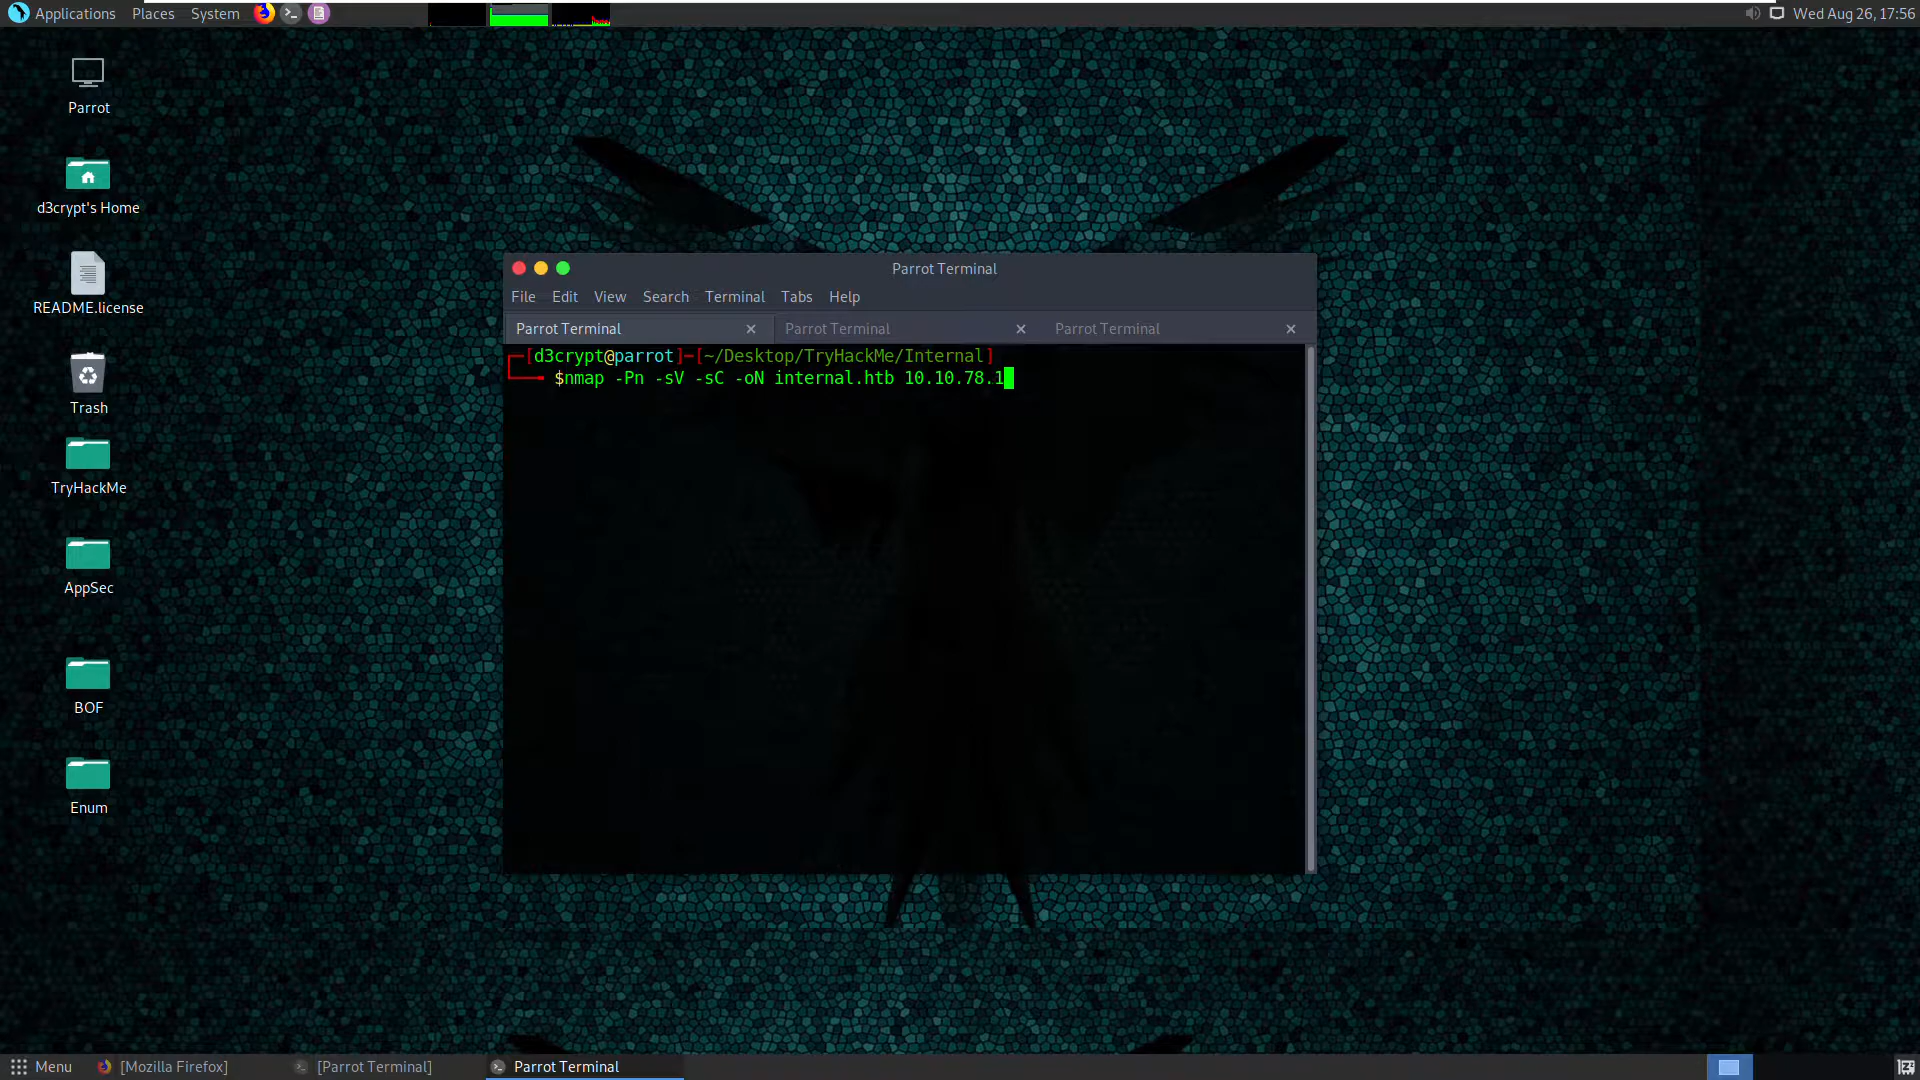 Applications Places System Wed Aug 26, 17:56
Parrot
d3crypt's Home
README.license
Trash
TryHackMe
AppSec
BOF
Enum
Parrot Terminal
File Edit View Search Terminal Tabs Help
Parrot Terminal Parrot Terminal Parrot Terminal
[d3crypt@parrot]-[~/Desktop/TryHackMe/Internal]
$nmap -Pn -sV -sC -oN internal.htb 10.10.78.1
Menu [Mozilla Firefox] [Parrot Terminal] Parrot Terminal